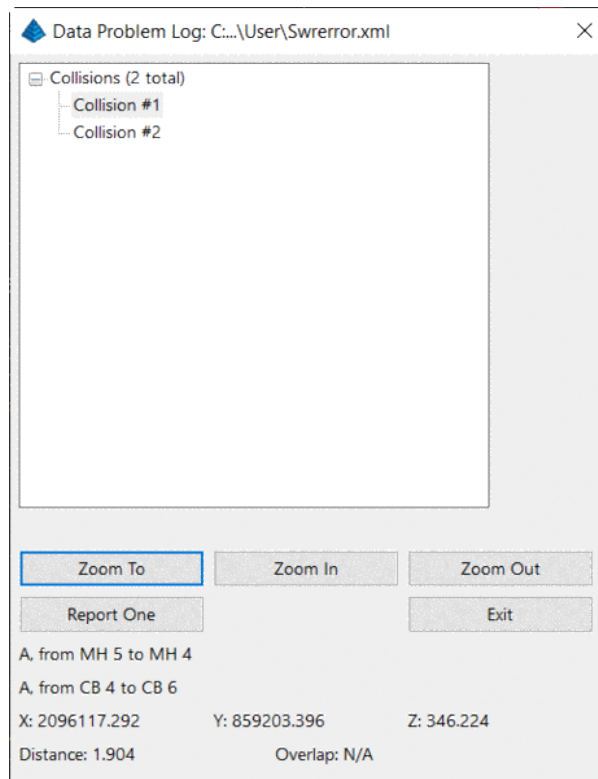 Data Problem Log: C:...\User\Swrerror.xml
Collisions (2 total)
Collision #1
Collision #2
Zoom To Zoom In Zoom Out
Report One Exit
A, from MH 5 to MH 4
A, from CB 4 to CB 6
X: 2096117.292 Y: 859203.396 Z: 346.224
Distance: 1.904 Overlap: N/A